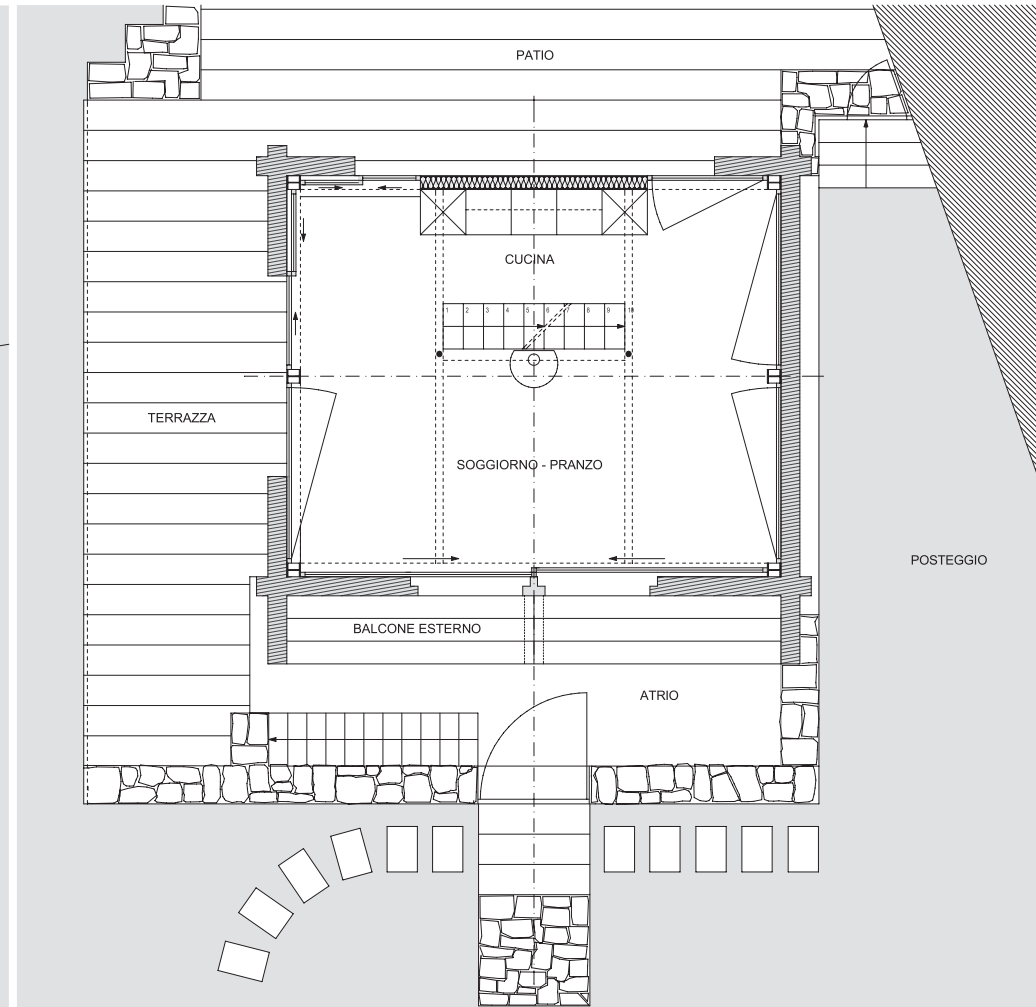 PATIO
CUCINA
1 2 3 4 5 6 7 8 9 10
TERRAZZA
SOGGIORNO - PRANZO
POSTEGGIO
BALCONE ESTERNO
ATRIO